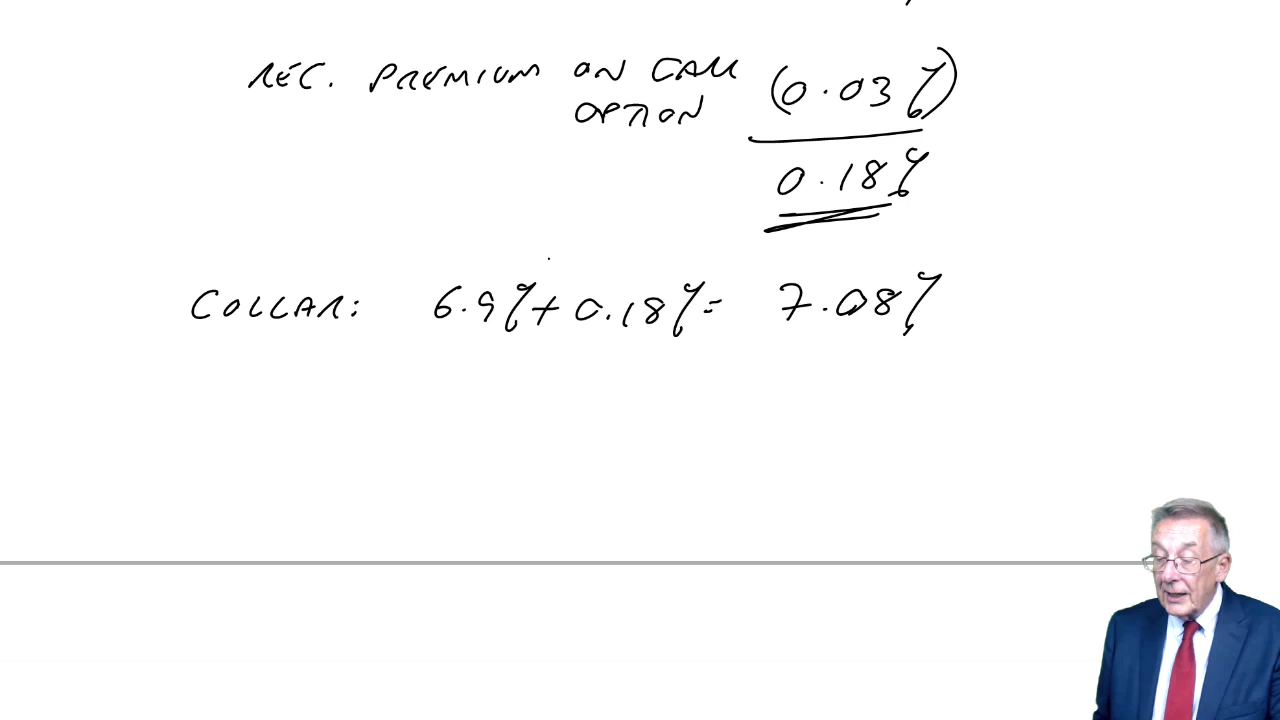 REC. PREMIUM ON CALL (0.03%)
OPTION
0.18%
COLLAR: 6.9% + 0.18% = 7.08%